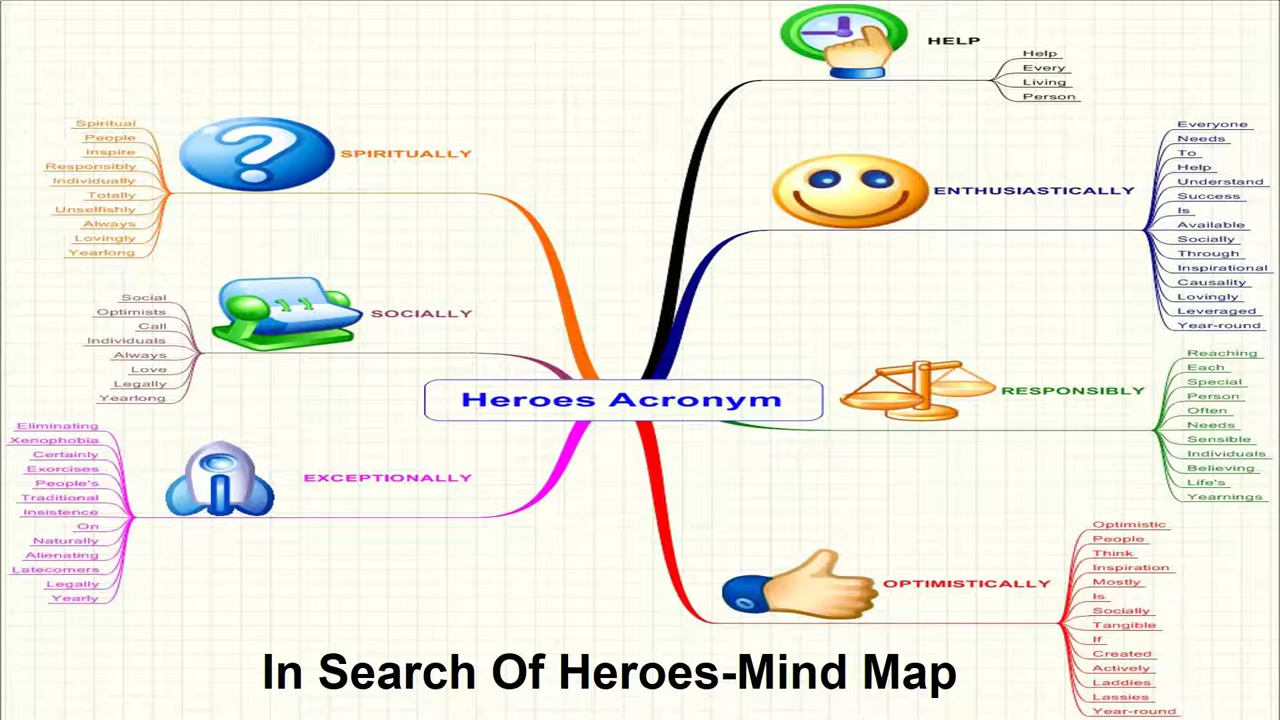 HELP
Help
Every
Living
Person
ENTHUSIASTICALLY
Everyone
Needs
To
Help
Understand
Success
Is
Available
Socially
Through
Inspirational
Causality
Lovingly
Leveraged
Year-round
RESPONSIBLY
Reaching
Each
Special
Person
Often
Needs
Sensible
Individuals
Believing
Life's
Yearnings
OPTIMISTICALLY
Optimistic
People
Think
Inspiration
Mostly
Is
Socially
Tangible
If
Created
Actively
Laddies
Lassies
Year-round
SPIRITUALLY
Spiritual
People
Inspire
Responsibly
Individually
Totally
Unselfishly
Always
Lovingly
Yearlong
SOCIALLY
Social
Optimists
Call
Individuals
Always
Love
Legally
Yearlong
EXCEPTIONALLY
Eliminating
Xenophobia
Certainly
Exorcises
People's
Traditional
Insistence
On
Naturally
Alienating
Latecomers
Legally
Yearly
Heroes Acronym
In Search Of Heroes-Mind Map